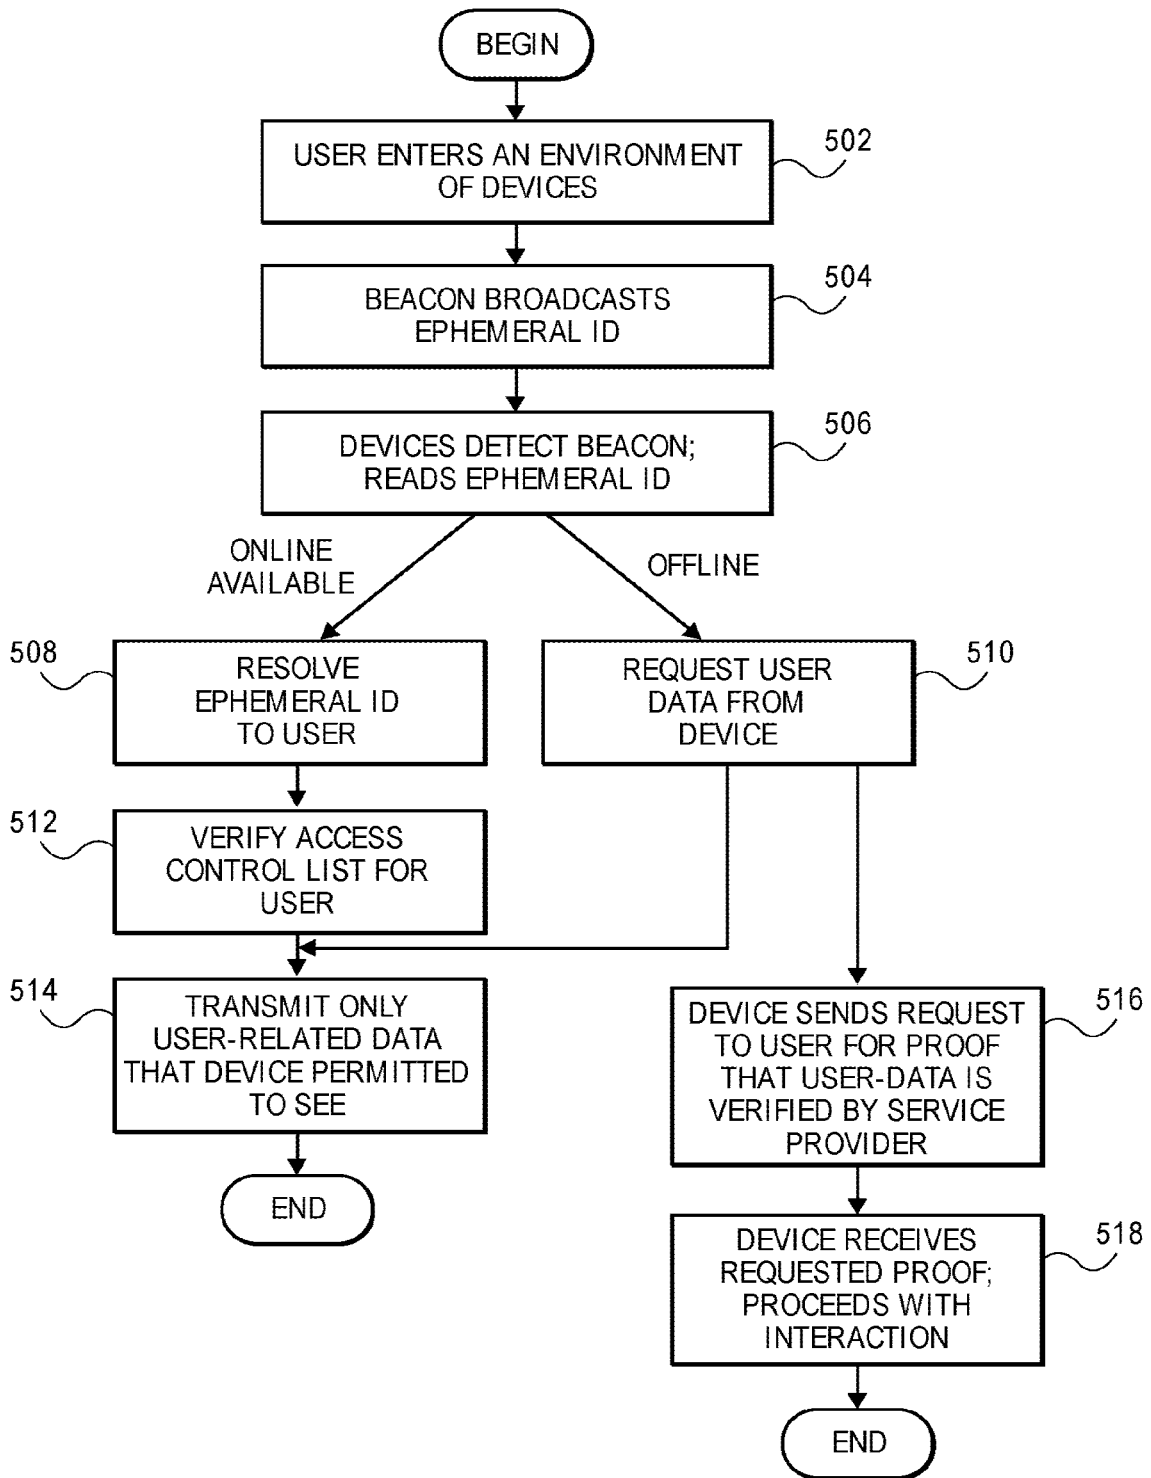 BEGIN
USER ENTERS AN ENVIRONMENT
OF DEVICES
502
BEACON BROADCASTS
EPHEMERAL ID
504
DEVICES DETECT BEACON;
READS EPHEMERAL ID
506
ONLINE
AVAILABLE
OFFLINE
508
RESOLVE
EPHEMERAL ID
TO USER
REQUEST USER
DATA FROM
DEVICE
510
512
VERIFY ACCESS
CONTROL LIST FOR
USER
514
TRANSMIT ONLY
USER-RELATED DATA
THAT DEVICE PERMITTED
TO SEE
END
DEVICE SENDS REQUEST
TO USER FOR PROOF
THAT USER-DATA IS
VERIFIED BY SERVICE
PROVIDER
516
DEVICE RECEIVES
REQUESTED PROOF;
PROCEEDS WITH
INTERACTION
518
END